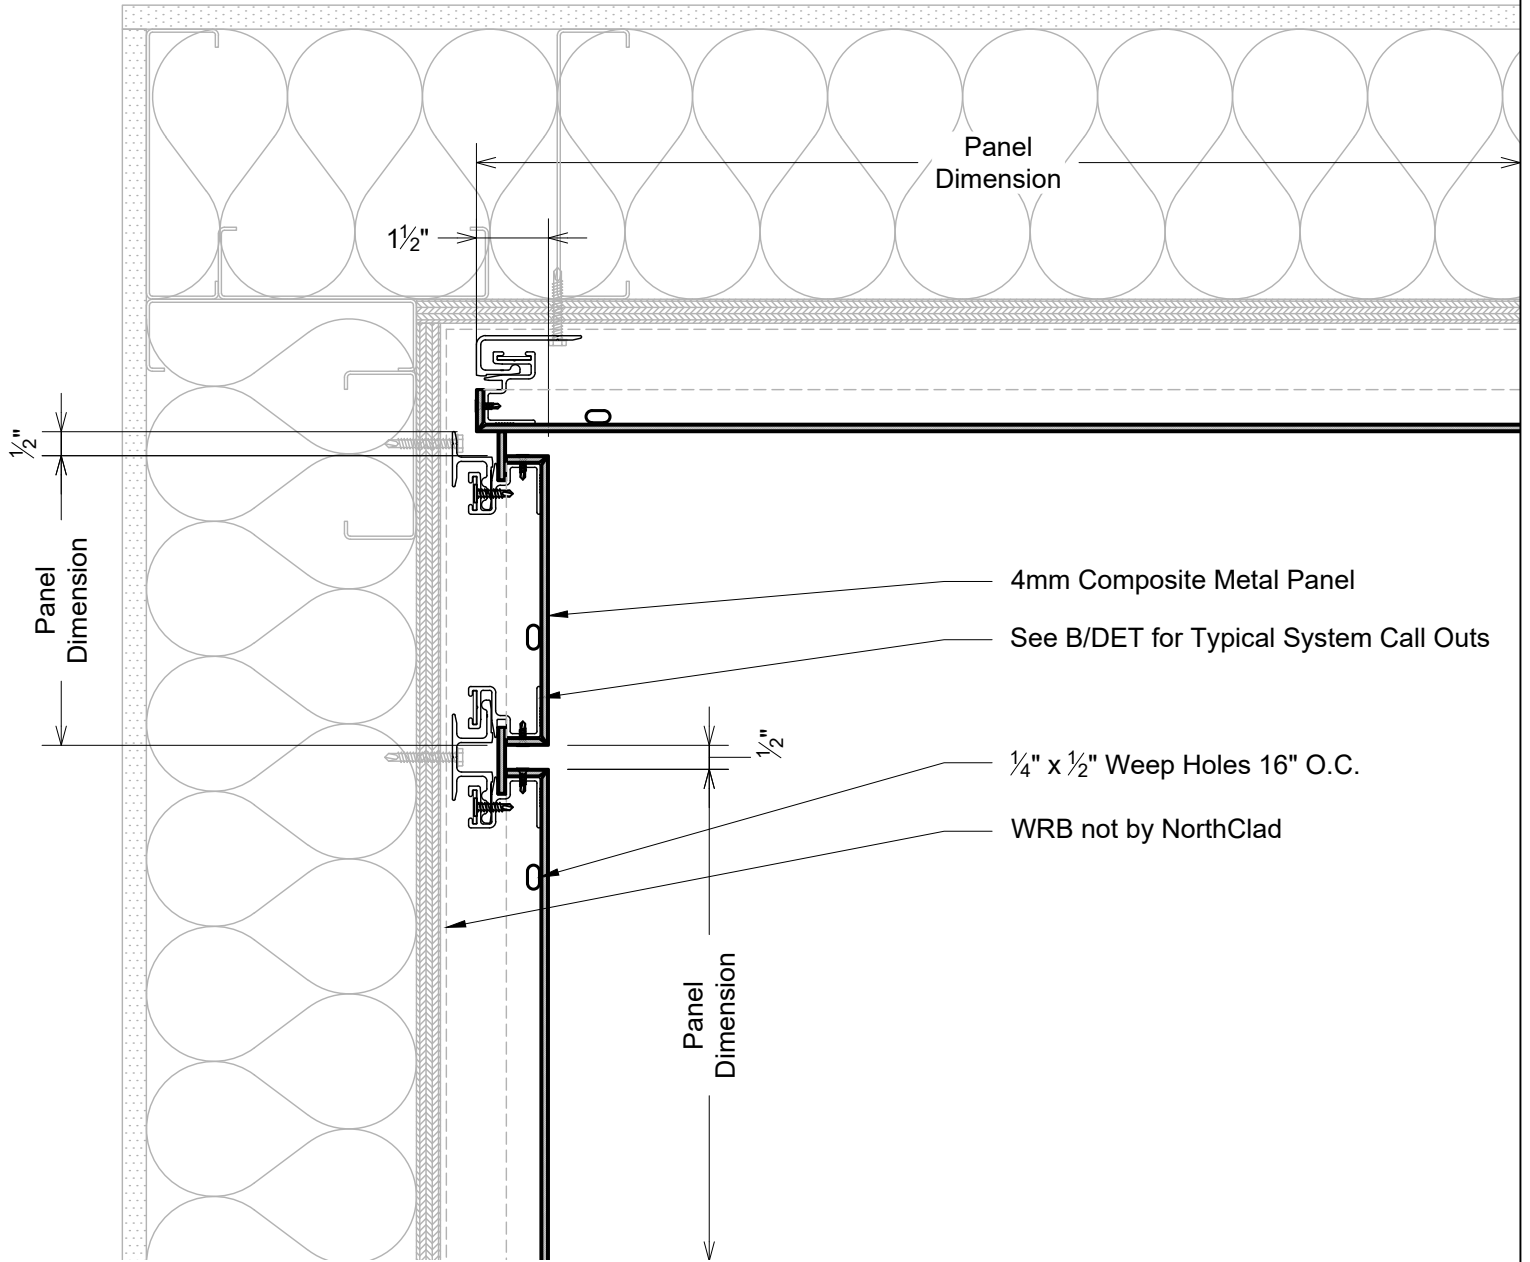 Panel
Dimension
1½"
½"
Panel
Dimension
4mm Composite Metal Panel
See B/DET for Typical System Call Outs
½"
¼" x ½" Weep Holes 16" O.C.
WRB not by NorthClad
Panel
Dimension